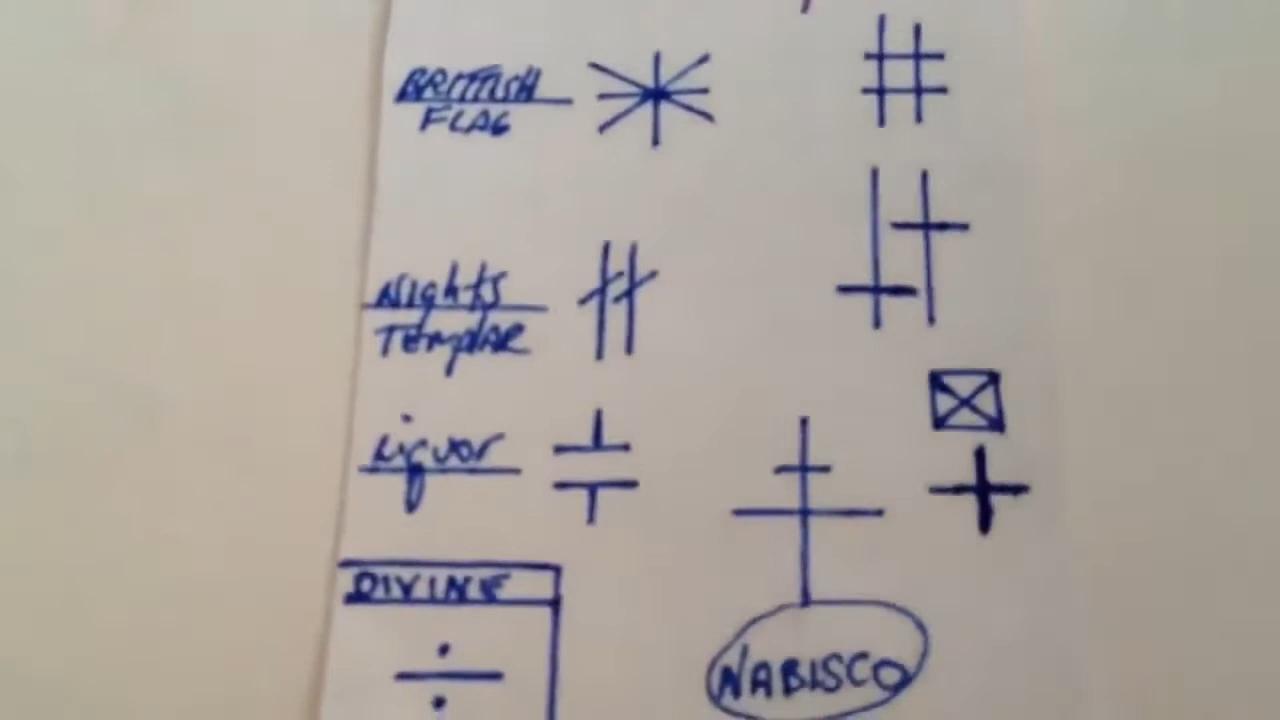 BRITISH
FLAG
Nights
TEMPLAR
Liquor
DIVINE
NABISCO